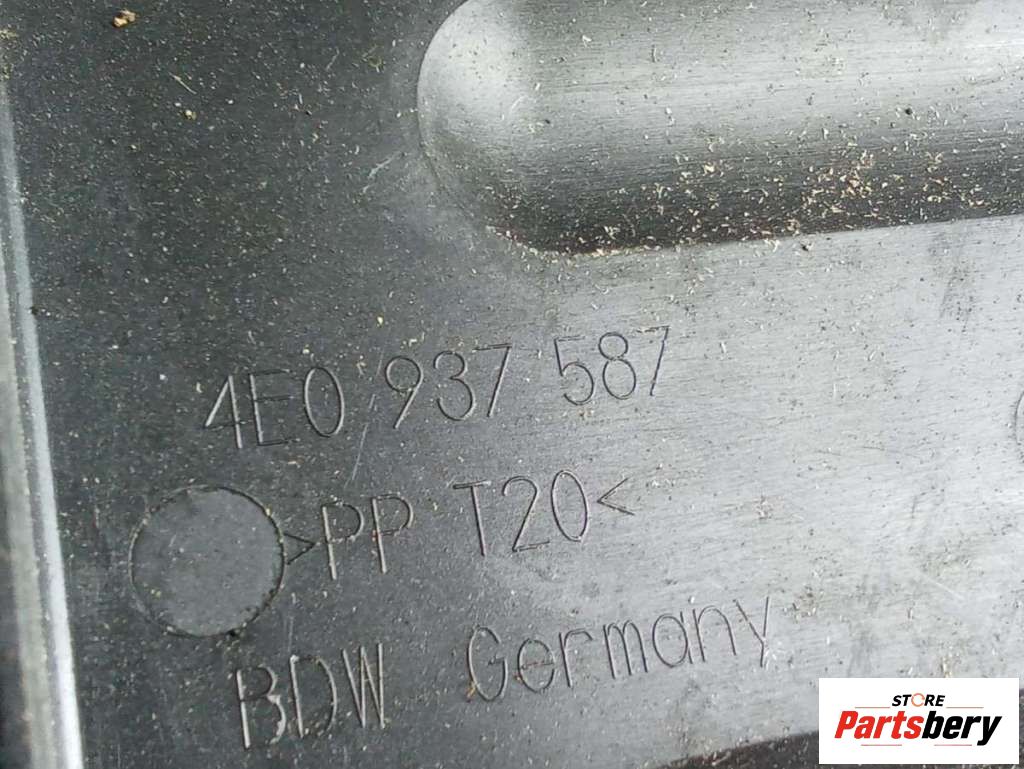 4E0 937 587
>PP T20<
BDW Germany
STORE
Partsbery